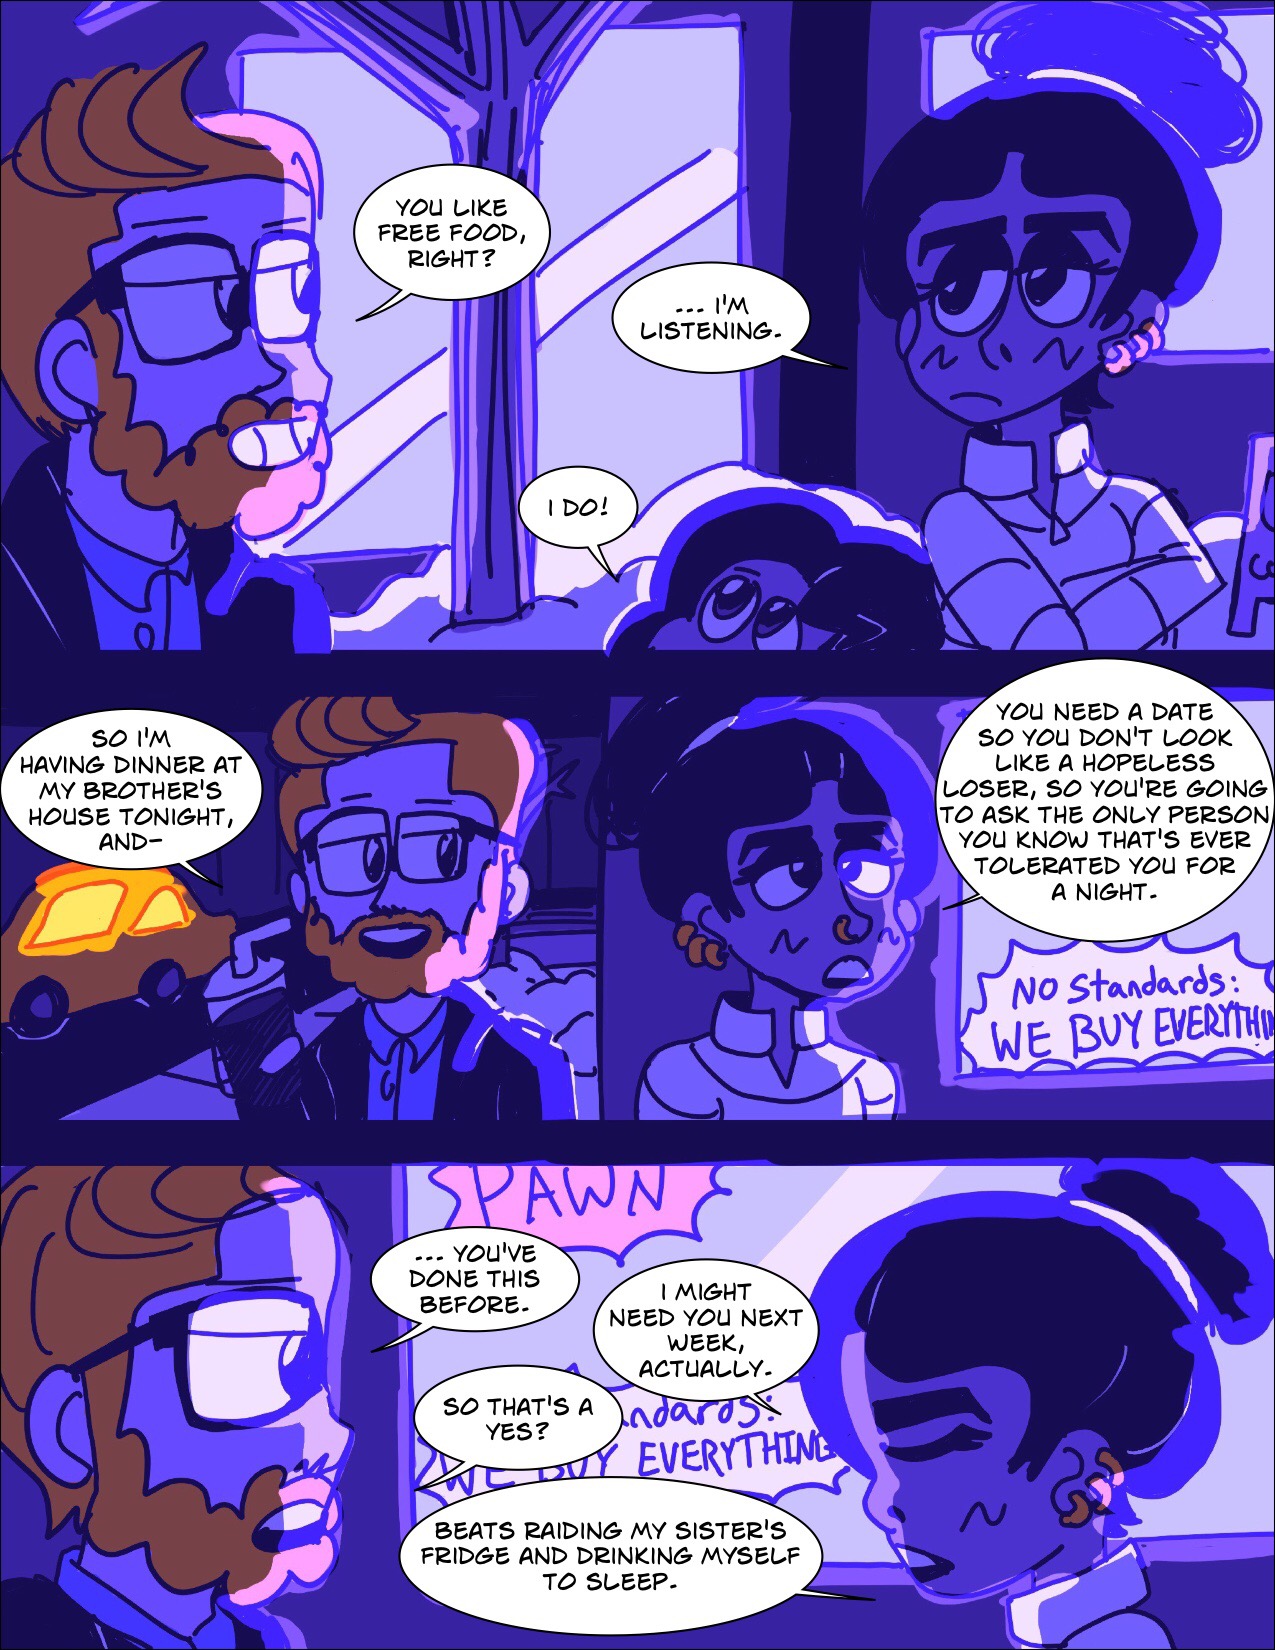 YOU LIKE
FREE FOOD,
RIGHT?
... I'M
LISTENING.
I DO!
SO I'M
HAVING DINNER AT
MY BROTHER'S
HOUSE TONIGHT,
AND-
YOU NEED A DATE
SO YOU DON'T LOOK
LIKE A HOPELESS
LOSER, SO YOU'RE GOING
TO ASK THE ONLY PERSON
YOU KNOW THAT'S EVER
TOLERATED YOU FOR
A NIGHT.
NO Standards:
WE BUY EVERYTHIN
PAWN
... YOU'VE
DONE THIS
BEFORE.
I MIGHT
NEED YOU NEXT
WEEK,
ACTUALLY.
SO THAT'S A
YES?
ndards:
WE BUY EVERYTHING
BEATS RAIDING MY SISTER'S
FRIDGE AND DRINKING MYSELF
TO SLEEP.